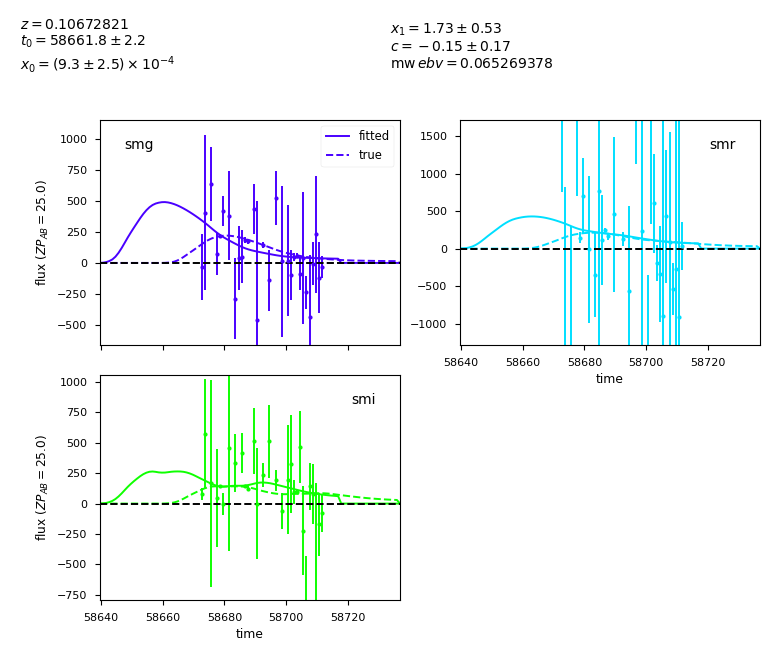 z = 0.10672821
t0 = 58661.8 ± 2.2
x0 = (9.3 ± 2.5) × 10^−4
x1 = 1.73 ± 0.53
c = −0.15 ± 0.17
mw ebv = 0.065269378
smg
fitted
true
1000
750
500
250
0
−250
−500
flux (ZP_AB = 25.0)
smr
1500
1000
500
0
−500
−1000
58640 58660 58680 58700 58720
time
smi
1000
750
500
250
0
−250
−500
−750
flux (ZP_AB = 25.0)
58640 58660 58680 58700 58720
time